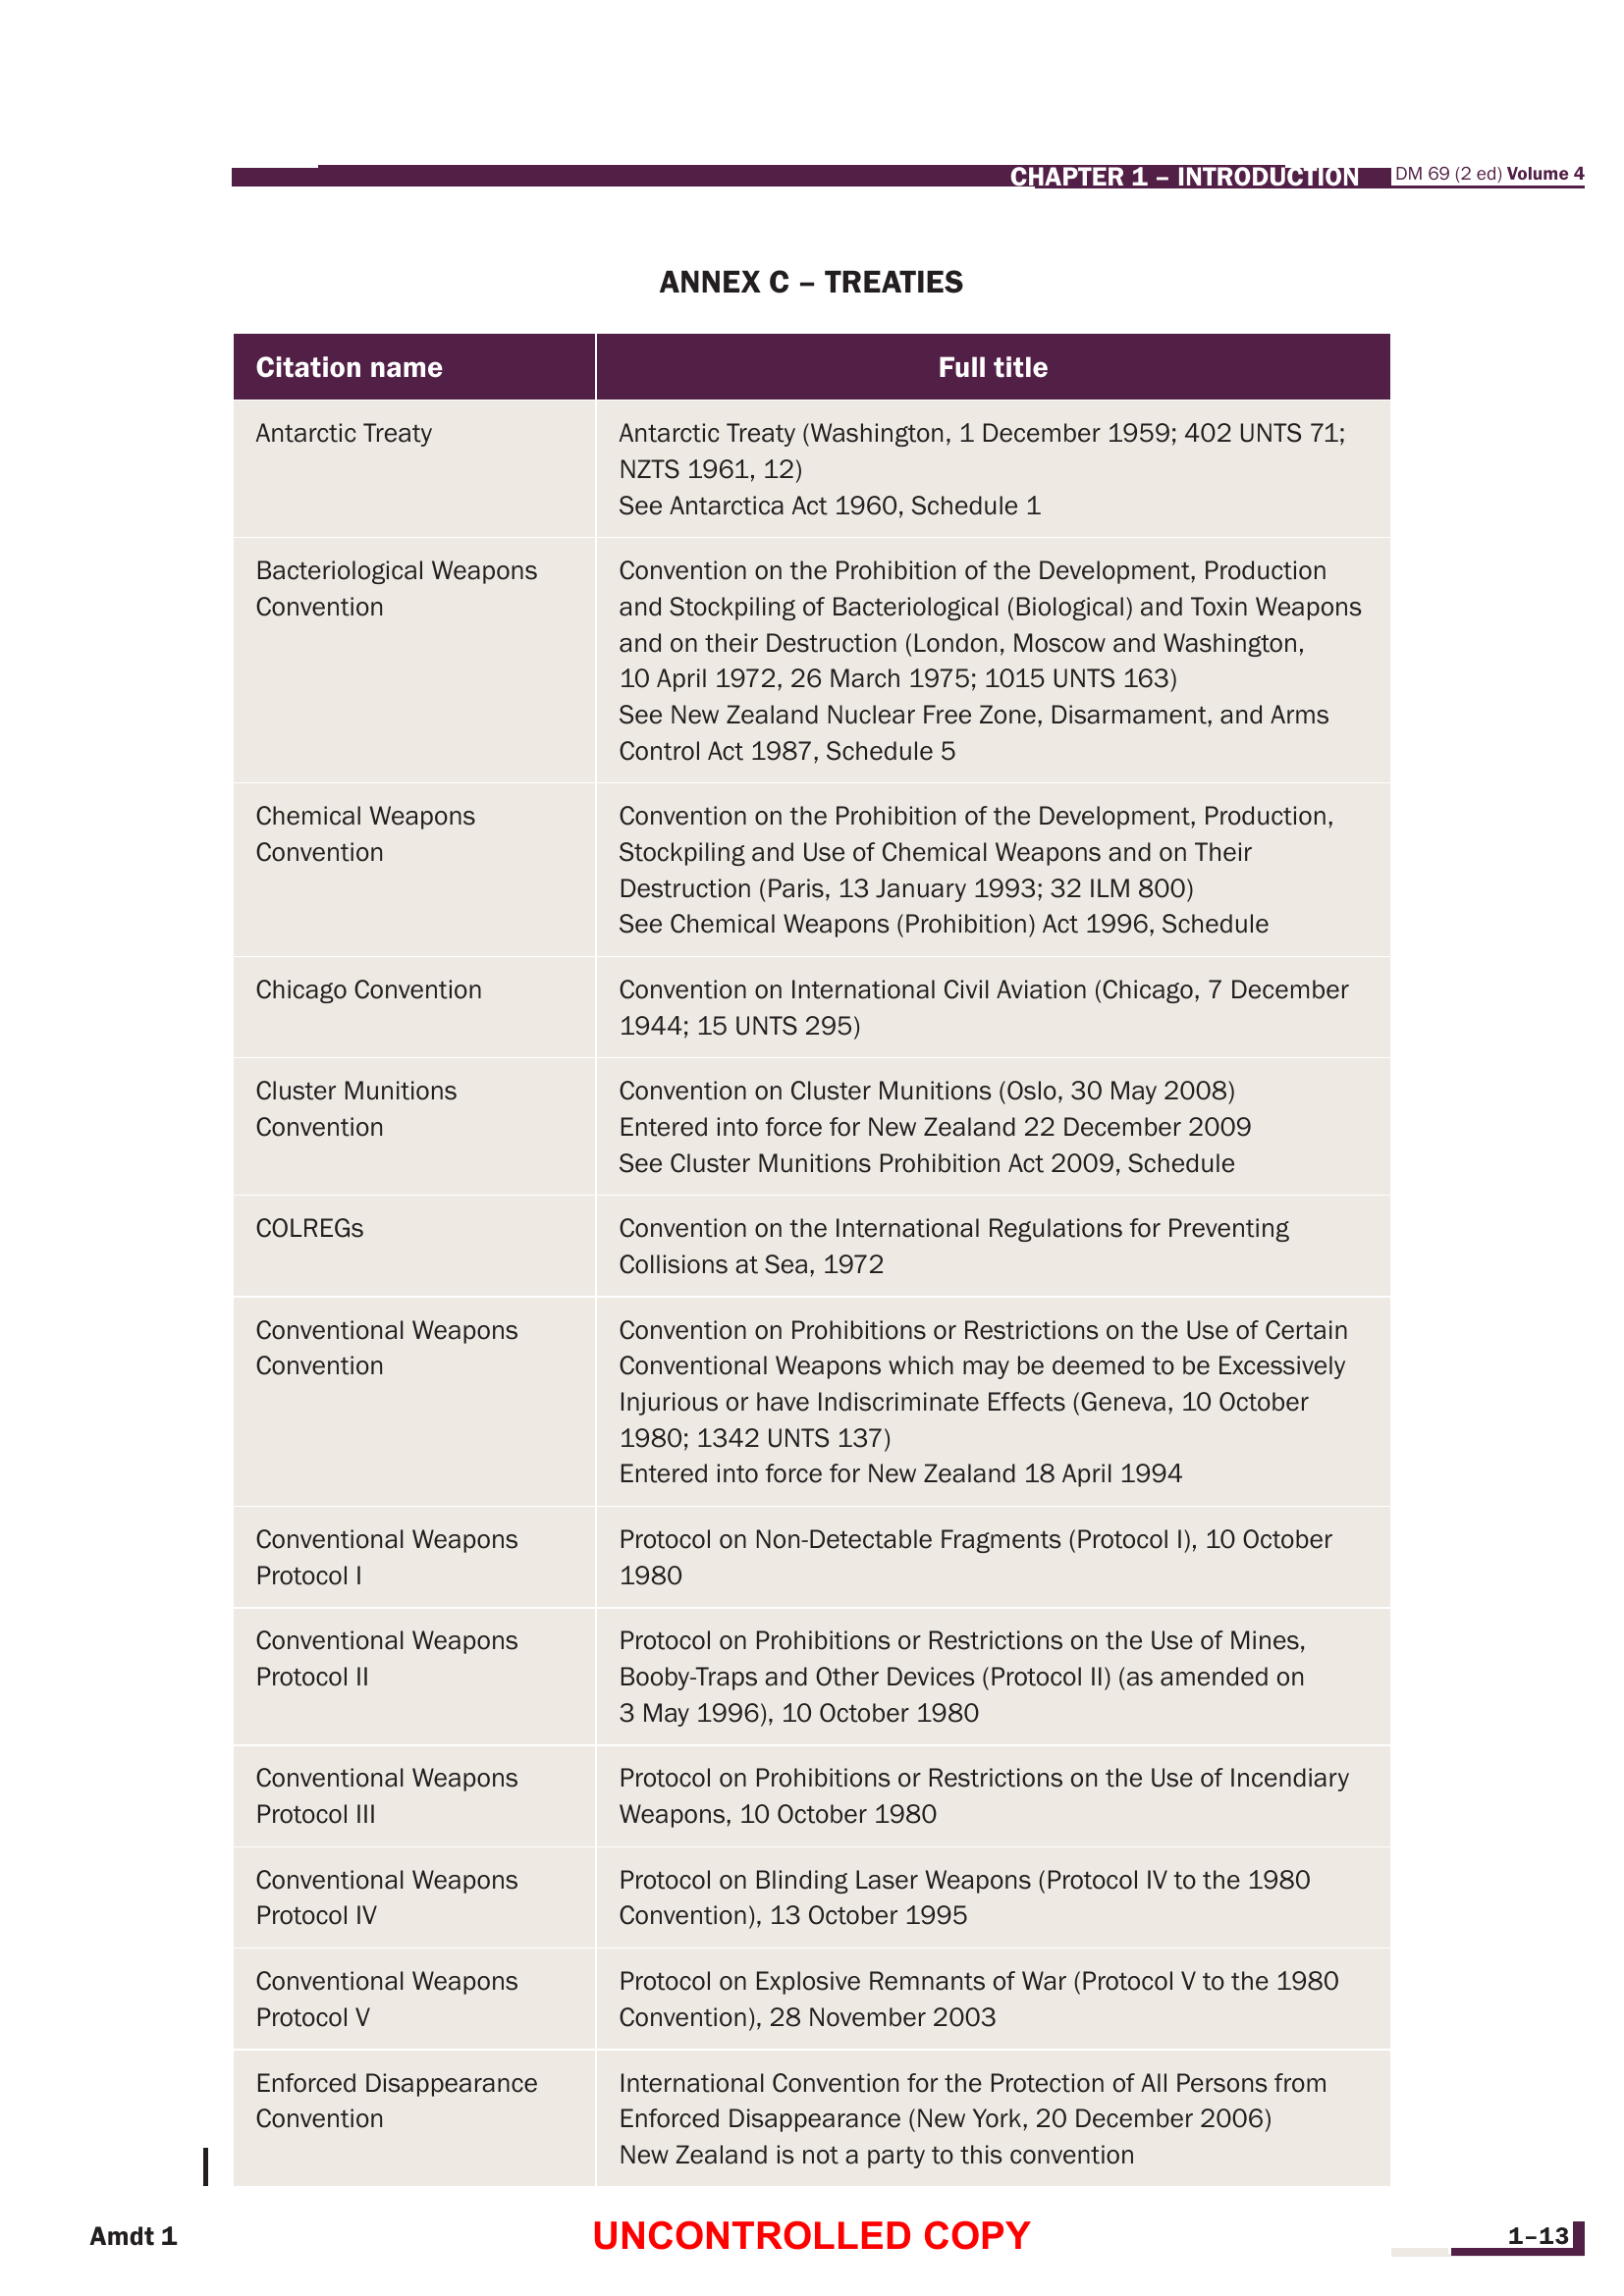 CHAPTER 1 – INTRODUCTION DM 69 (2 ed) Volume 4
ANNEX C – TREATIES
Citation name Full title
Antarctic Treaty Antarctic Treaty (Washington, 1 December 1959; 402 UNTS 71;
NZTS 1961, 12)
See Antarctica Act 1960, Schedule 1
Bacteriological Weapons Convention on the Prohibition of the Development, Production
Convention and Stockpiling of Bacteriological (Biological) and Toxin Weapons
and on their Destruction (London, Moscow and Washington,
10 April 1972, 26 March 1975; 1015 UNTS 163)
See New Zealand Nuclear Free Zone, Disarmament, and Arms
Control Act 1987, Schedule 5
Chemical Weapons Convention on the Prohibition of the Development, Production,
Convention Stockpiling and Use of Chemical Weapons and on Their
Destruction (Paris, 13 January 1993; 32 ILM 800)
See Chemical Weapons (Prohibition) Act 1996, Schedule
Chicago Convention Convention on International Civil Aviation (Chicago, 7 December
1944; 15 UNTS 295)
Cluster Munitions Convention on Cluster Munitions (Oslo, 30 May 2008)
Convention Entered into force for New Zealand 22 December 2009
See Cluster Munitions Prohibition Act 2009, Schedule
COLREGs Convention on the International Regulations for Preventing
Collisions at Sea, 1972
Conventional Weapons Convention on Prohibitions or Restrictions on the Use of Certain
Convention Conventional Weapons which may be deemed to be Excessively
Injurious or have Indiscriminate Effects (Geneva, 10 October
1980; 1342 UNTS 137)
Entered into force for New Zealand 18 April 1994
Conventional Weapons Protocol on Non-Detectable Fragments (Protocol I), 10 October
Protocol I 1980
Conventional Weapons Protocol on Prohibitions or Restrictions on the Use of Mines,
Protocol II Booby-Traps and Other Devices (Protocol II) (as amended on
3 May 1996), 10 October 1980
Conventional Weapons Protocol on Prohibitions or Restrictions on the Use of Incendiary
Protocol III Weapons, 10 October 1980
Conventional Weapons Protocol on Blinding Laser Weapons (Protocol IV to the 1980
Protocol IV Convention), 13 October 1995
Conventional Weapons Protocol on Explosive Remnants of War (Protocol V to the 1980
Protocol V Convention), 28 November 2003
Enforced Disappearance International Convention for the Protection of All Persons from
Convention Enforced Disappearance (New York, 20 December 2006)
New Zealand is not a party to this convention
Amdt 1 UNCONTROLLED COPY 1–13